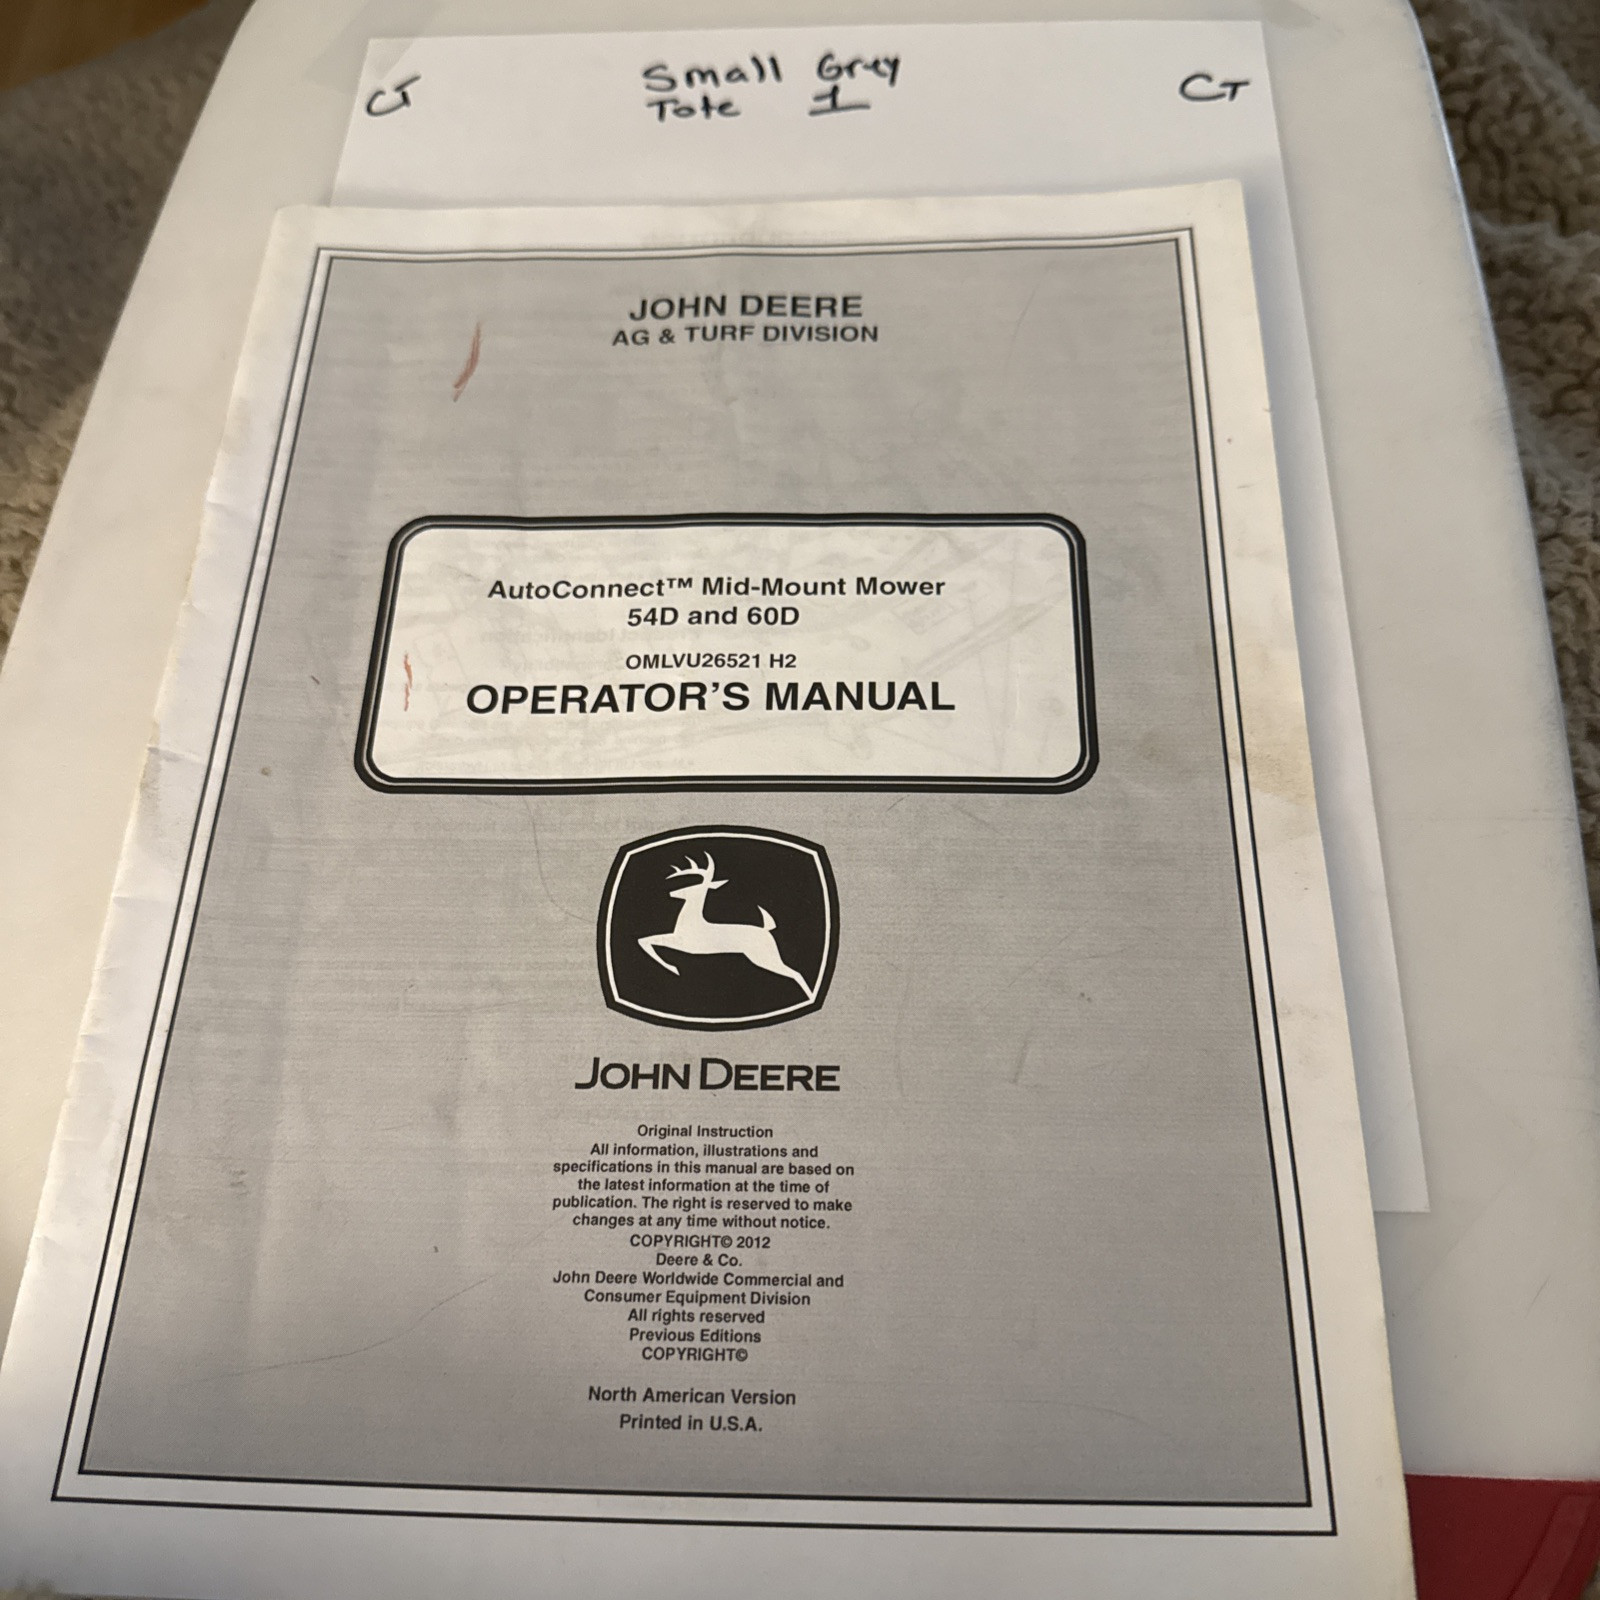 CT Small Grey CT
Tote 1
JOHN DEERE
AG & TURF DIVISION
AutoConnect™ Mid-Mount Mower
54D and 60D
OMLVU26521 H2
OPERATOR'S MANUAL
JOHN DEERE
Original Instruction
All information, illustrations and
specifications in this manual are based on
the latest information at the time of
publication. The right is reserved to make
changes at any time without notice.
COPYRIGHT© 2012
Deere & Co.
John Deere Worldwide Commercial and
Consumer Equipment Division
All rights reserved
Previous Editions
COPYRIGHT©
North American Version
Printed in U.S.A.